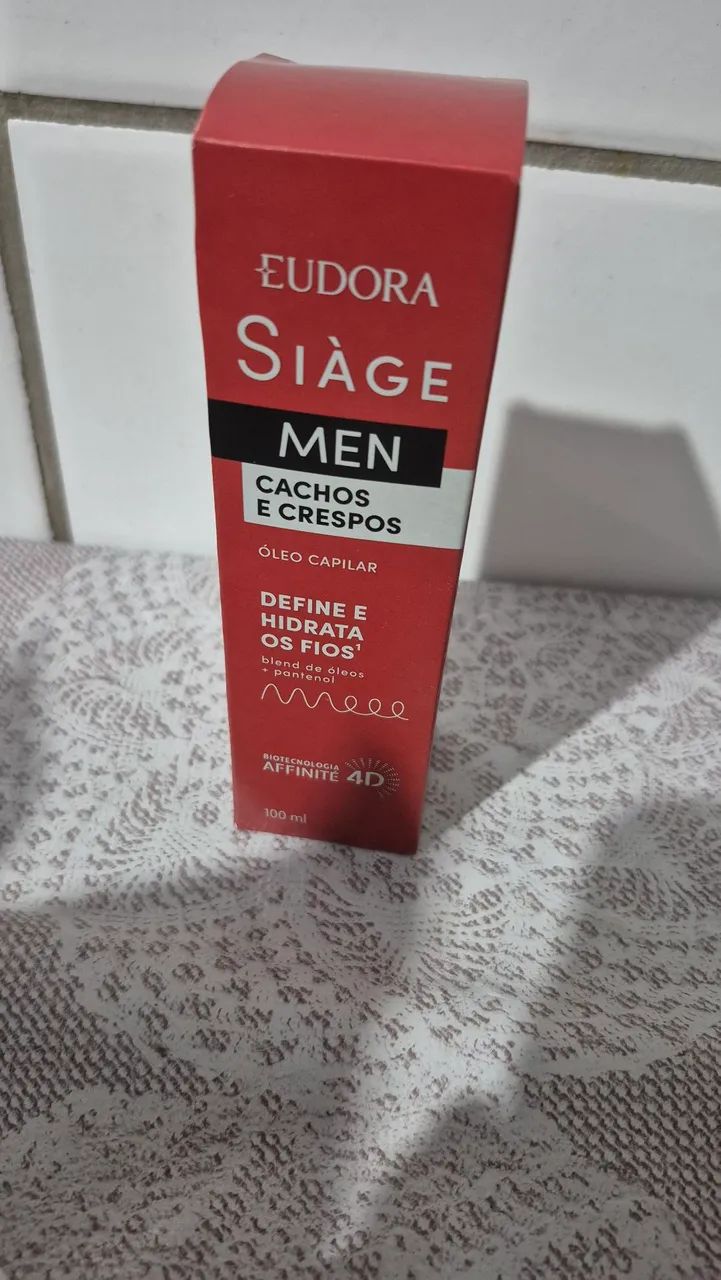 EUDORA
SIÀGE
MEN
CACHOS
E CRESPOS
ÓLEO CAPILAR
DEFINE E
HIDRATA
OS FIOS¹
blend de óleos
+ pantenol
BIOTECNOLOGIA
AFFINITÉ 4D
100 ml